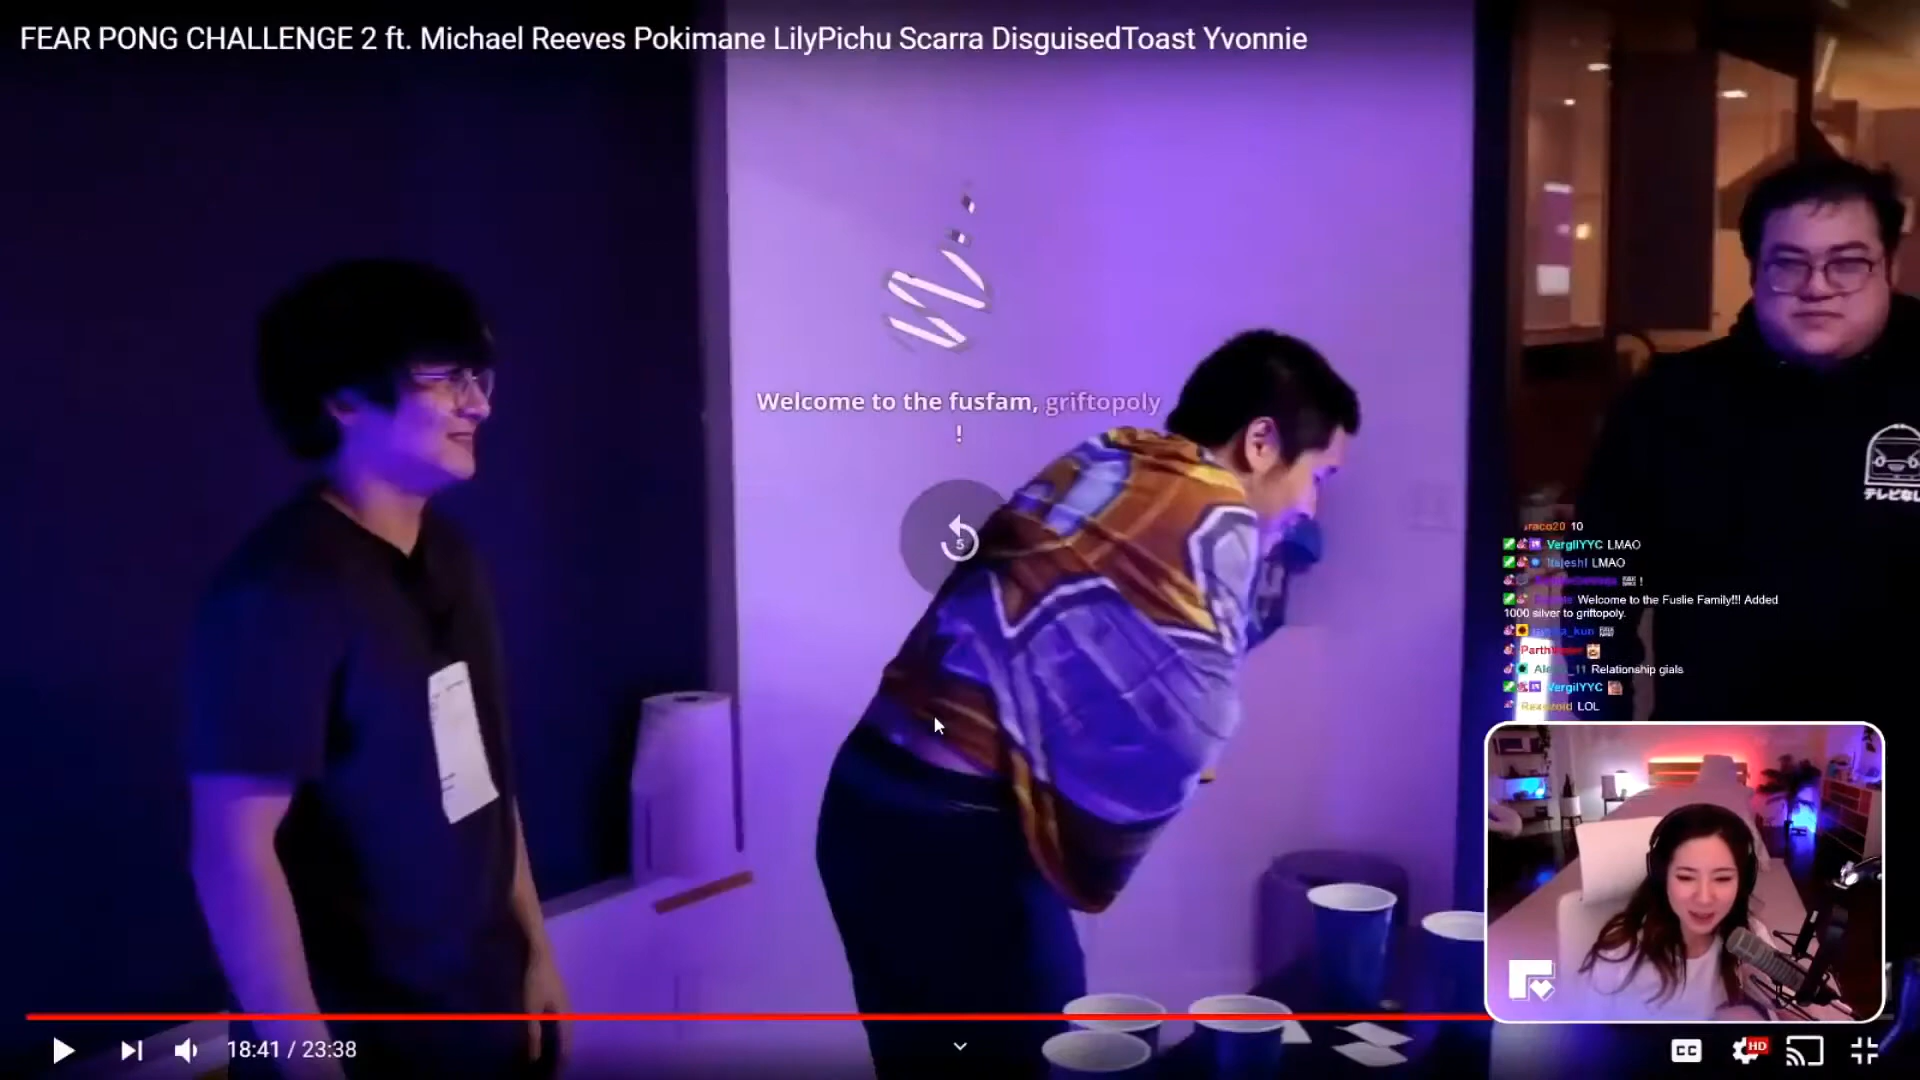 FEAR PONG CHALLENGE 2 ft. Michael Reeves Pokimane LilyPichu Scarra DisguisedToast Yvonnie
Welcome to the fusfam, griftopoly
!
5
テレビな
10
VergilYYC LMAO
LMAO
!
Welcome to the Fuslie Family!!! Added
1000 silver to griftopoly.
Relationship gials
VergilYYC
LOL
18:41 / 23:38
CC
HD